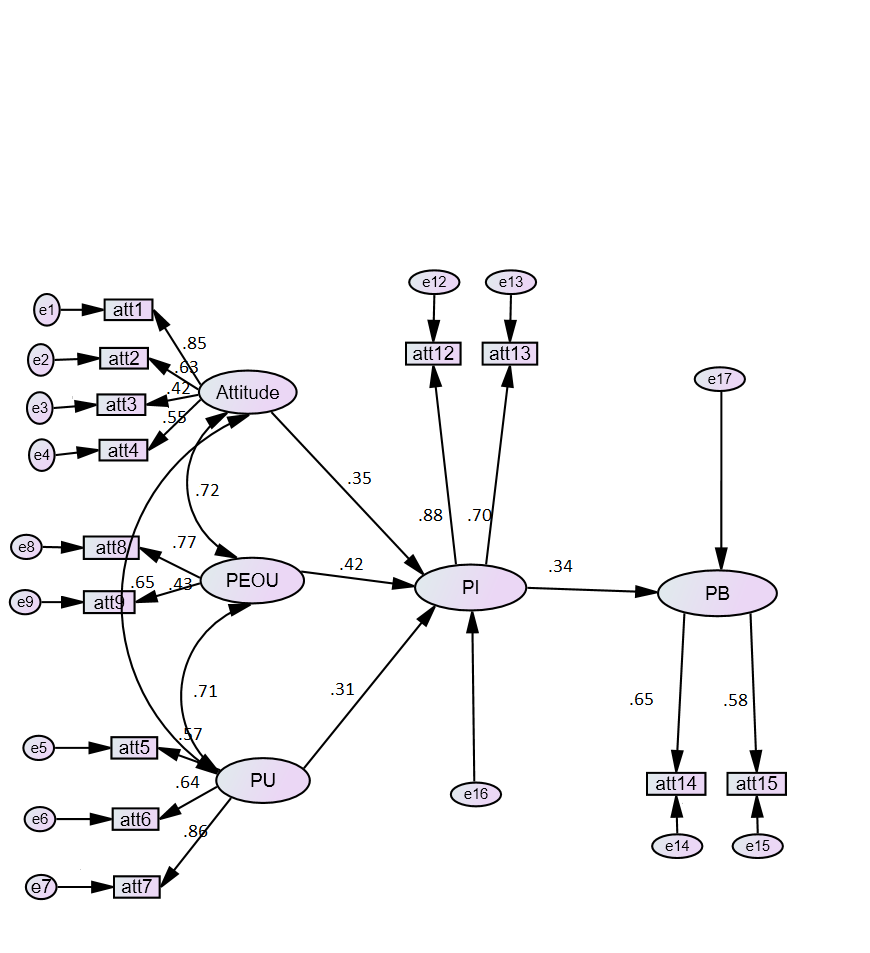 e12
e13
e1
att1
.85
att12
att13
e2
att2
.63
e17
e3
att3
.42
Attitude
e4
att4
.55
.72
.35
.88
.70
e8
att8
.77
PEOU
.42
PI
.34
PB
e9
att9
.65
.43
.71
.31
.65
.58
e5
att5
.57
PU
e16
att14
att15
e6
att6
.64
.86
e14
e15
e7
att7